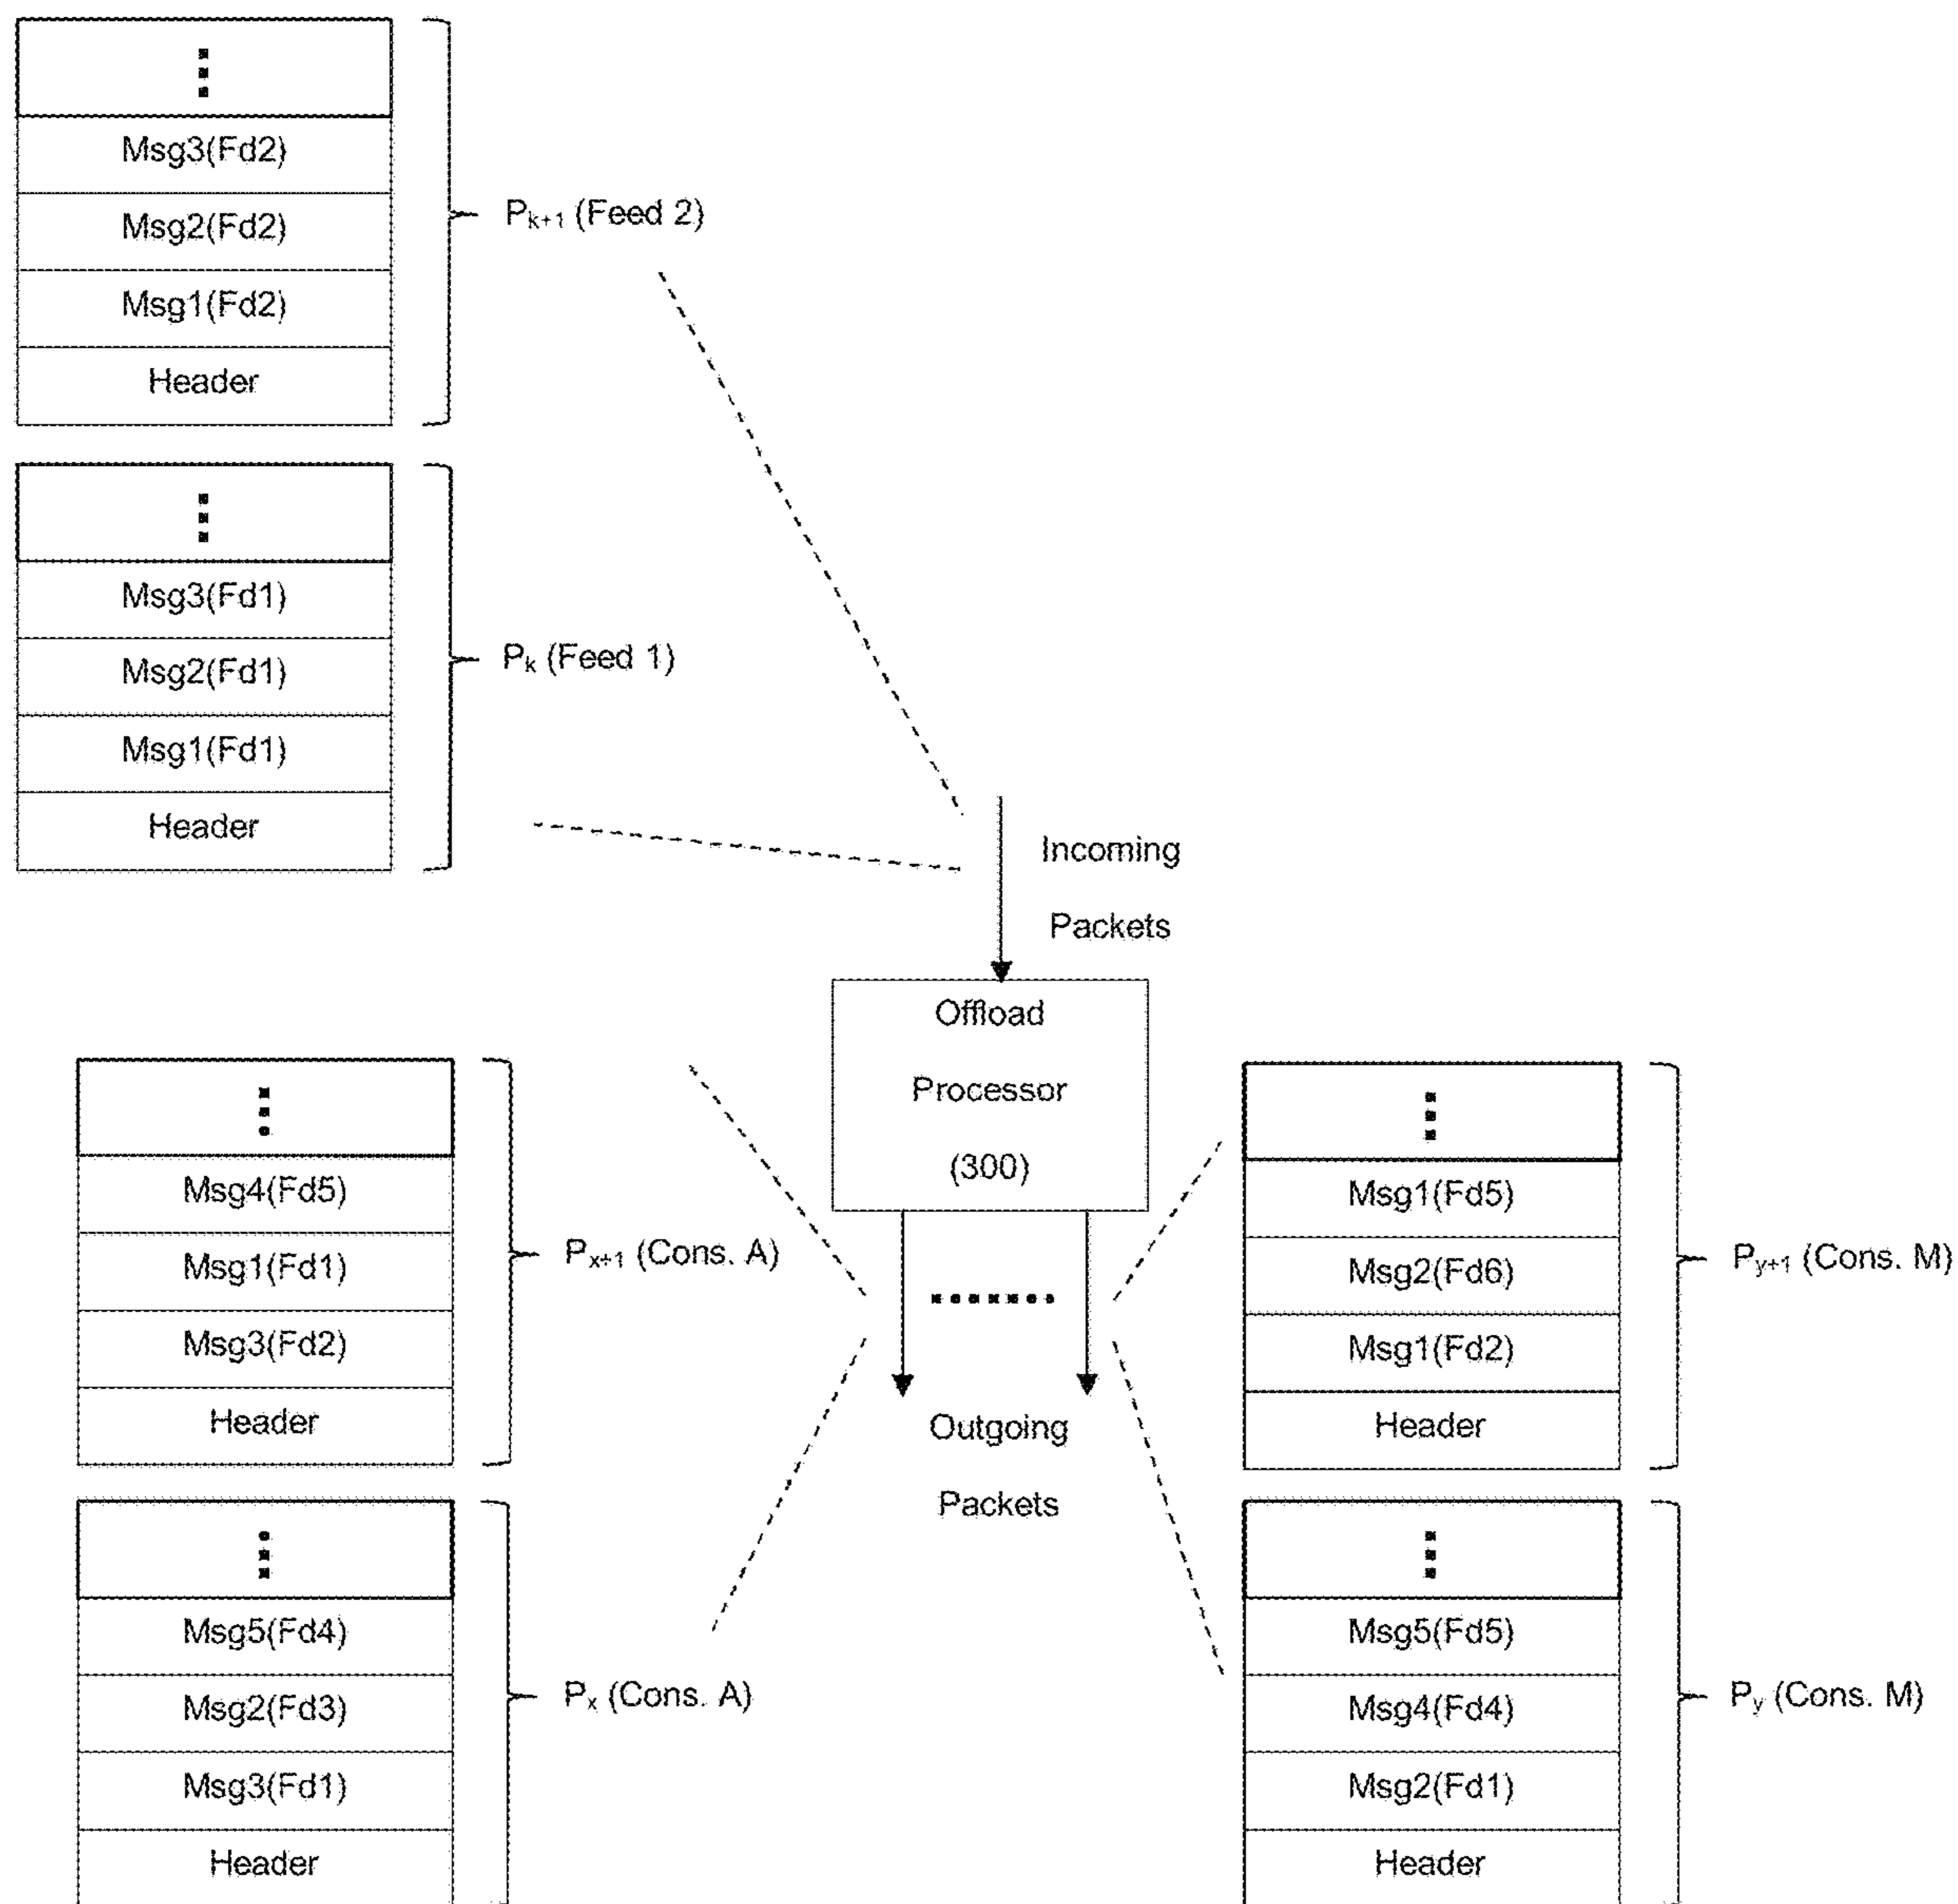 Msg3(Fd2)
Msg2(Fd2)
Msg1(Fd2)
Header
Pk+1 (Feed 2)
Msg3(Fd1)
Msg2(Fd1)
Msg1(Fd1)
Header
Pk (Feed 1)
Incoming
Packets
Offload
Processor
(300)
Outgoing
Packets
Msg4(Fd5)
Msg1(Fd1)
Msg3(Fd2)
Header
Px+1 (Cons. A)
Msg5(Fd4)
Msg2(Fd3)
Msg3(Fd1)
Header
Px (Cons. A)
Msg1(Fd5)
Msg2(Fd6)
Msg1(Fd2)
Header
Py+1 (Cons. M)
Msg5(Fd5)
Msg4(Fd4)
Msg2(Fd1)
Header
Py (Cons. M)